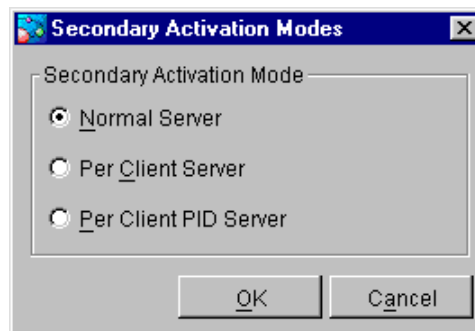 Secondary Activation Modes
Secondary Activation Mode
Normal Server
Per Client Server
Per Client PID Server
OK
Cancel